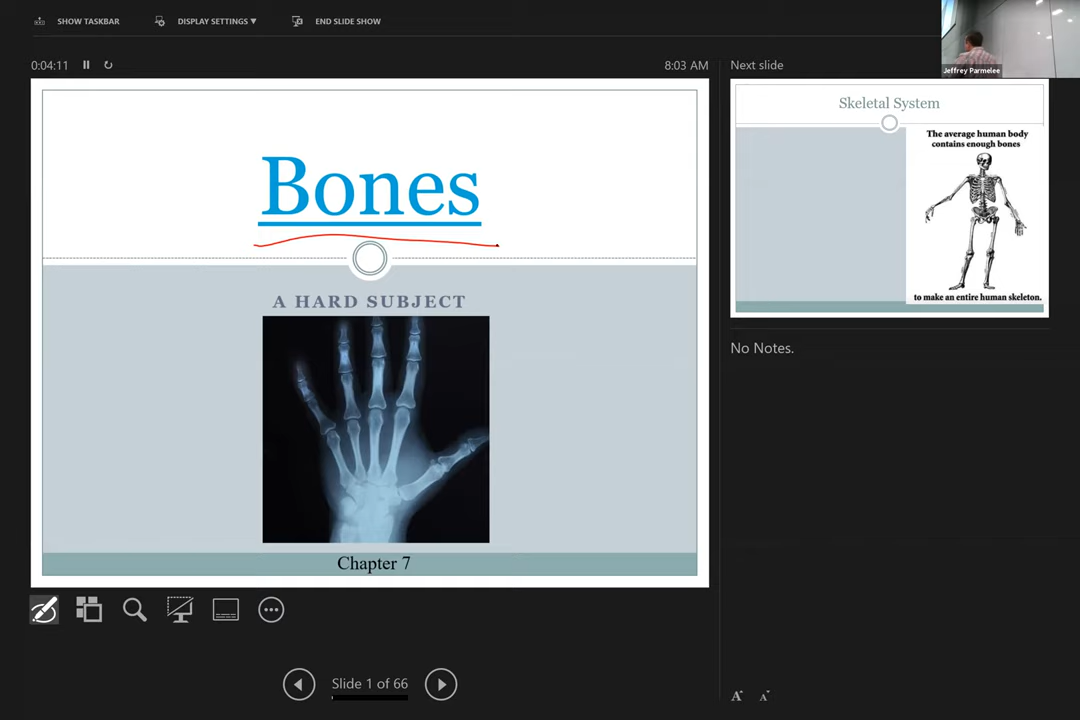 SHOW TASKBAR
DISPLAY SETTINGS ▼
END SLIDE SHOW
Jeffrey Parmelee
0:04:11
8:03 AM
Next slide
Bones
A HARD SUBJECT
Chapter 7
Skeletal System
The average human body
contains enough bones
to make an entire human skeleton.
No Notes.
Slide 1 of 66
A A